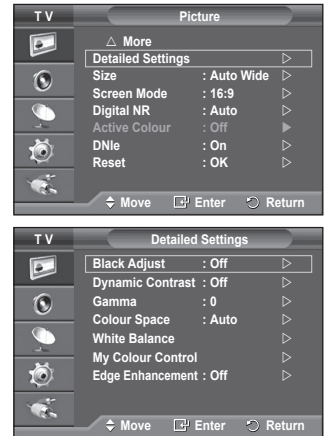 TV Picture
△ More
Detailed Settings ▷
Size : Auto Wide ▷
Screen Mode : 16:9 ▷
Digital NR : Auto ▷
Active Colour : Off ▶
DNIe : On ▷
Reset : OK ▷
Move Enter Return
TV Detailed Settings
Black Adjust : Off ▷
Dynamic Contrast : Off ▷
Gamma : 0 ▷
Colour Space : Auto ▷
White Balance ▷
My Colour Control ▷
Edge Enhancement : Off ▷
Move Enter Return